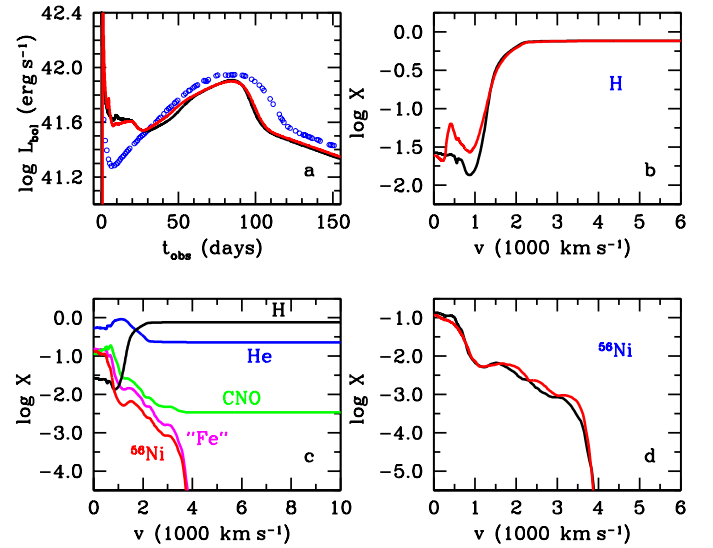 42.4
42.0
41.6
41.2
log L_bol (erg s⁻¹)
0 50 100 150
t_obs (days)
a
0.0
−0.5
−1.0
−1.5
−2.0
log X
0 1 2 3 4 5 6
v (1000 km s⁻¹)
H
b
0.0
−1.0
−2.0
−3.0
−4.0
log X
0 2 4 6 8 10
v (1000 km s⁻¹)
H
He
CNO
"Fe"
⁵⁶Ni
c
−1.0
−2.0
−3.0
−4.0
−5.0
log X
0 1 2 3 4 5 6
v (1000 km s⁻¹)
⁵⁶Ni
d